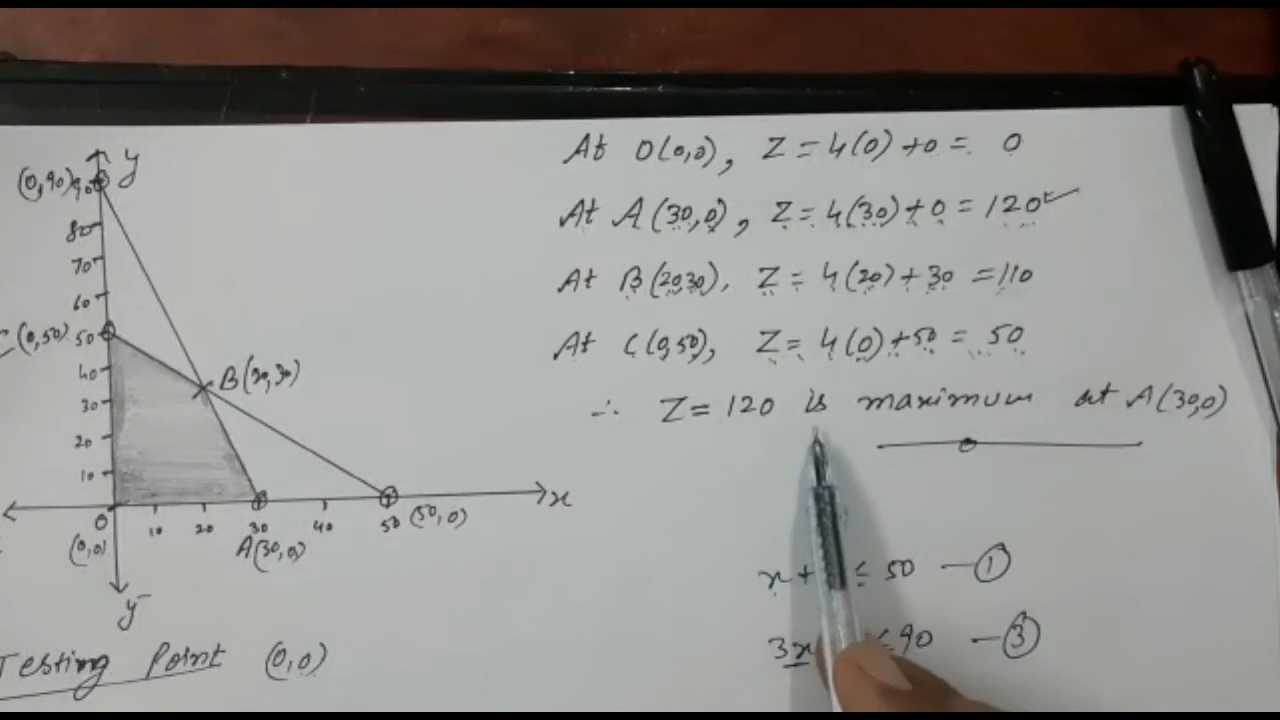 y
(0,90) 90
80
70
60
C (0,50) 50
40
30
20
10
B(20,30)
O 10 20 30 40 50 (50,0) x
(0,0)
A(30,0)
y-
Testing Point (0,0)
At O(0,0), Z = 4(0) + 0 = 0
At A(30,0), Z = 4(30) + 0 = 120 ✓
At B(20,30), Z = 4(20) + 30 = 110
At C(0,50), Z = 4(0) + 50 = 50
∴ Z = 120 is maximum at A(30,0)
x + ≤ 50 — ①
3x ≤ 90 — ③